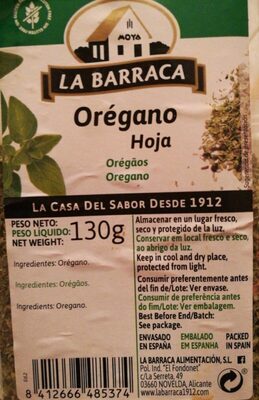 MOYA
LA BARRACA
Orégano
Hoja
Orégãos
Oregano
LA CASA DEL SABOR DESDE 1912
PESO NETO:
PESO LIQUIDO:
NET WEIGHT:
130g
Ingredientes: Orégano.
Ingredientes: Orégãos.
Ingredients: Oregano.
Almacenar en un lugar fresco,
seco y protegido de la luz.
Conservar em local fresco e seco,
ao abrigo da luz.
Keep in cool and dry place,
protected from light.
Consumir preferentemente antes
del fin de/Lote: Ver envase.
Consumir de preferência antes
do fim/Lote: Ver embalagem.
Best Before End/Batch:
See package.
ENVASADO EMBALADO PACKED
EN ESPAÑA EM ESPANHA IN SPAIN
LA BARRACA ALIMENTACIÓN, S.L.
Pol. Ind. "El Fondonet"
c/La Serreta, 49
03660 NOVELDA, Alicante
www.labarraca1912.com
8 412666 485374